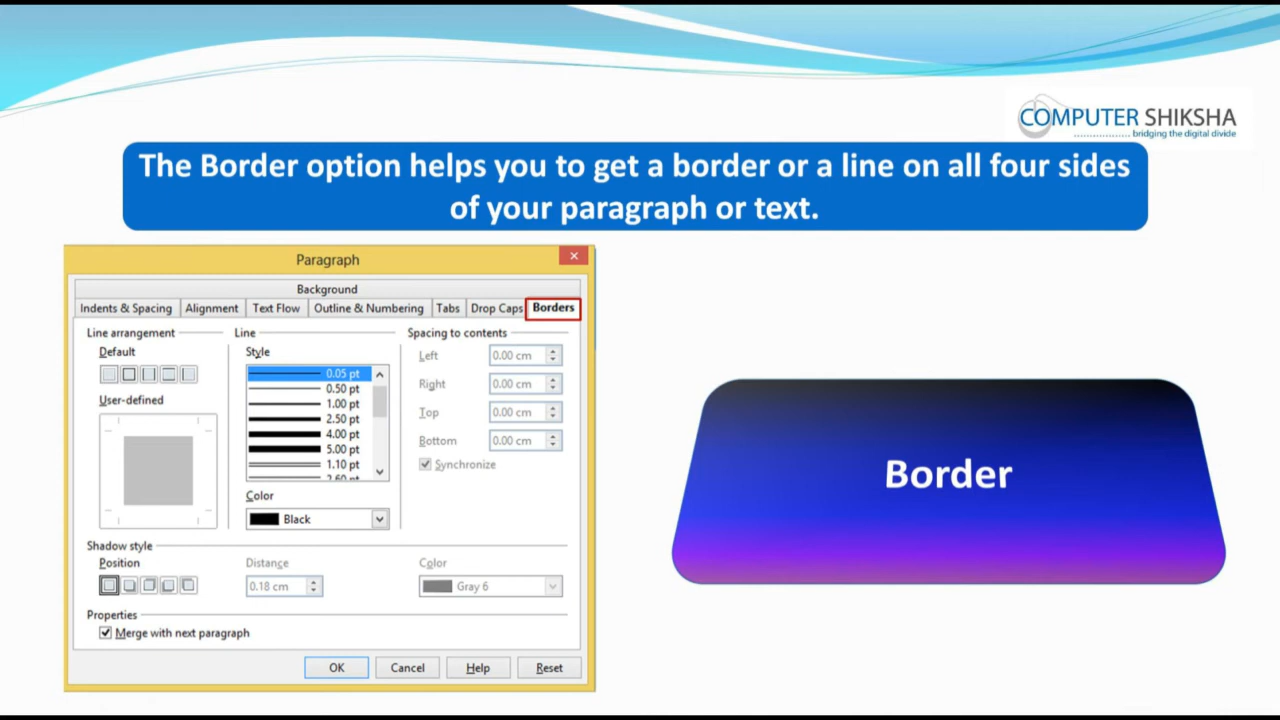 COMPUTER SHIKSHA
bridging the digital divide
The Border option helps you to get a border or a line on all four sides
of your paragraph or text.
Paragraph
Background
Indents & Spacing Alignment Text Flow Outline & Numbering Tabs Drop Caps Borders
Line arrangement Line Spacing to contents
Default Style Left 0.00 cm
0.05 pt
0.50 pt
Right 0.00 cm
User-defined 1.00 pt
Top 0.00 cm
2.50 pt
4.00 pt
Bottom 0.00 cm
5.00 pt
1.10 pt
Synchronize
2.60 pt
Color
Black
Shadow style
Position Distance Color
0.18 cm Gray 6
Properties
Merge with next paragraph
OK Cancel Help Reset
Border